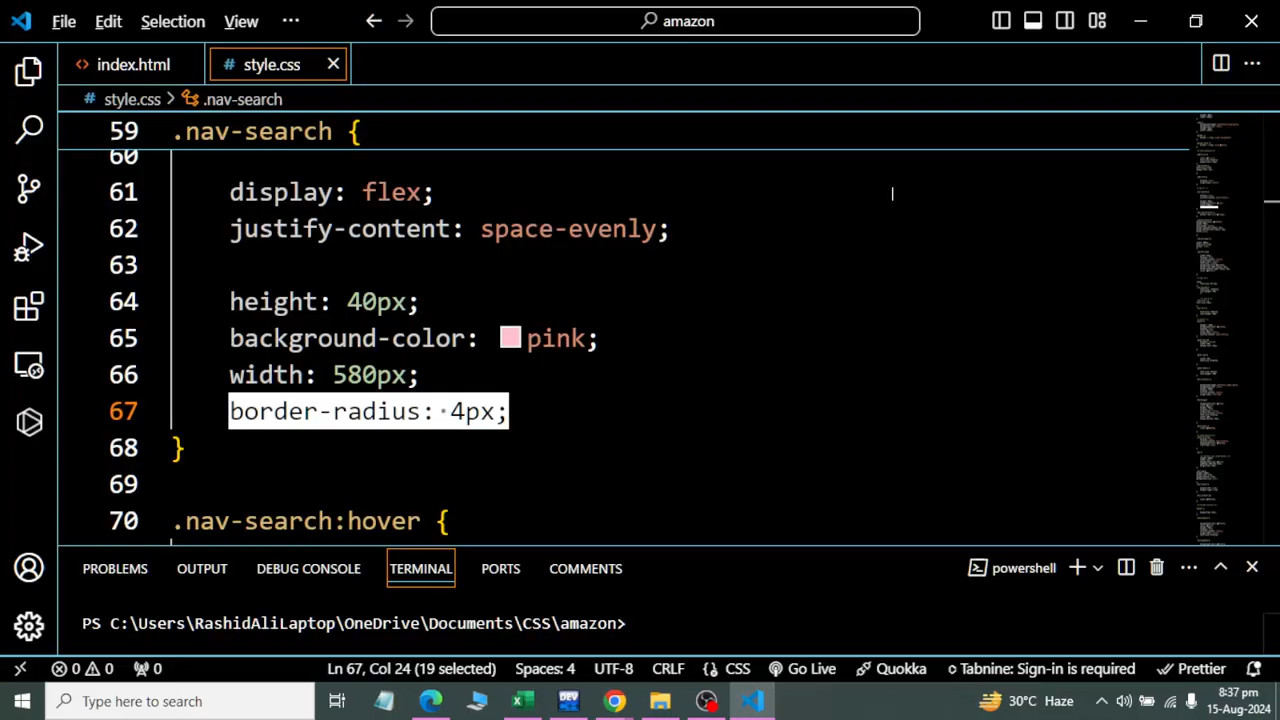 File Edit Selection View ··· amazon
index.html style.css
style.css > .nav-search
59 .nav-search {
60
61 display: flex;
62 justify-content: space-evenly;
63
64 height: 40px;
65 background-color: pink;
66 width: 580px;
67 border-radius: 4px;
68 }
69
70 .nav-search:hover {
PROBLEMS OUTPUT DEBUG CONSOLE TERMINAL PORTS COMMENTS powershell
PS C:\Users\RashidAliLaptop\OneDrive\Documents\CSS\amazon>
0 0 0 Ln 67, Col 24 (19 selected) Spaces: 4 UTF-8 CRLF {} CSS Go Live Quokka Tabnine: Sign-in is required Prettier
Type here to search DEV 30°C Haze 8:37 pm
15-Aug-2024